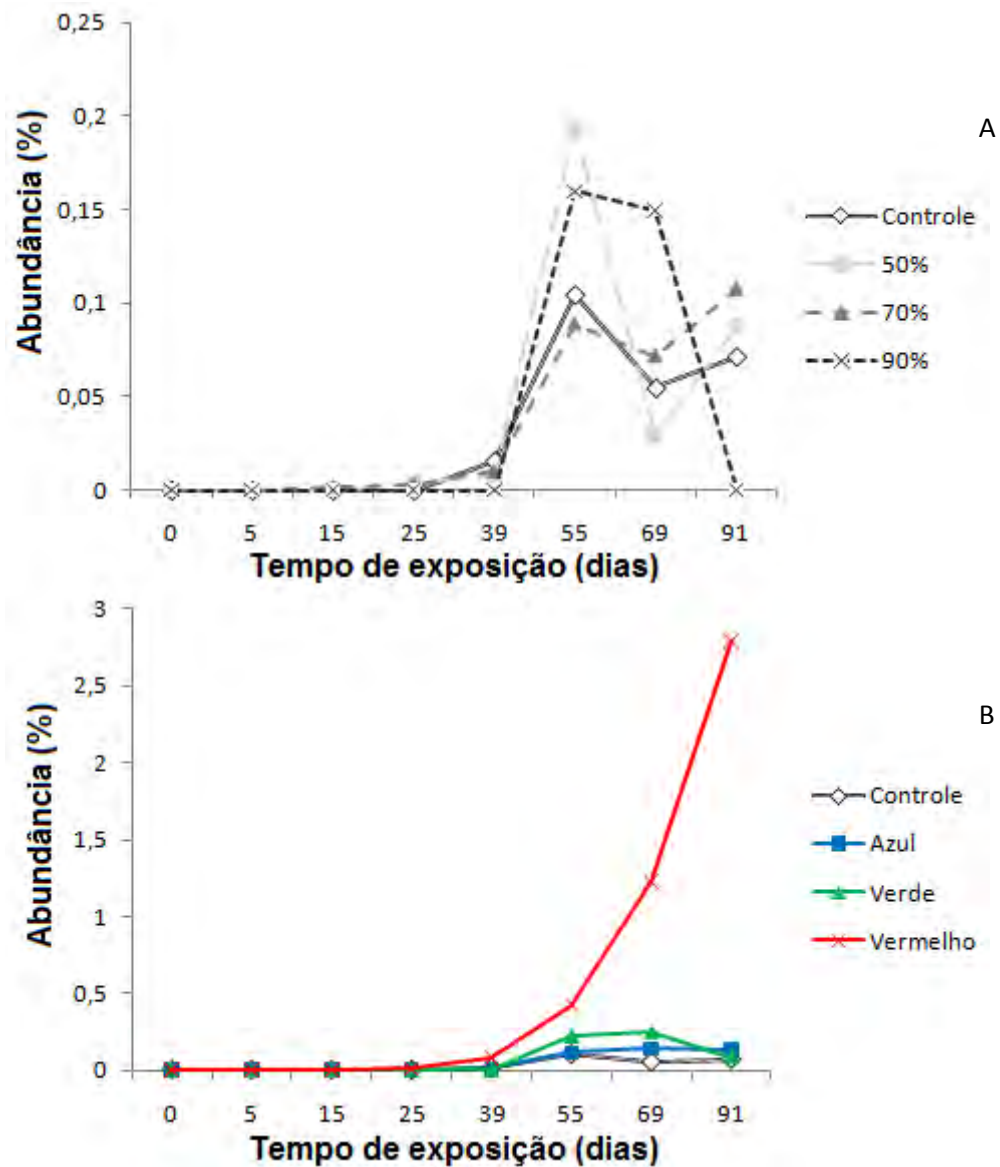 0,25
0,2
0,15
0,1
0,05
0
Abundância (%)
0 5 15 25 39 55 69 91
Tempo de exposição (dias)
A
Controle
50%
70%
90%
3
2,5
2
1,5
1
0,5
0
Abundância (%)
0 5 15 25 39 55 69 91
Tempo de exposição (dias)
B
Controle
Azul
Verde
Vermelho